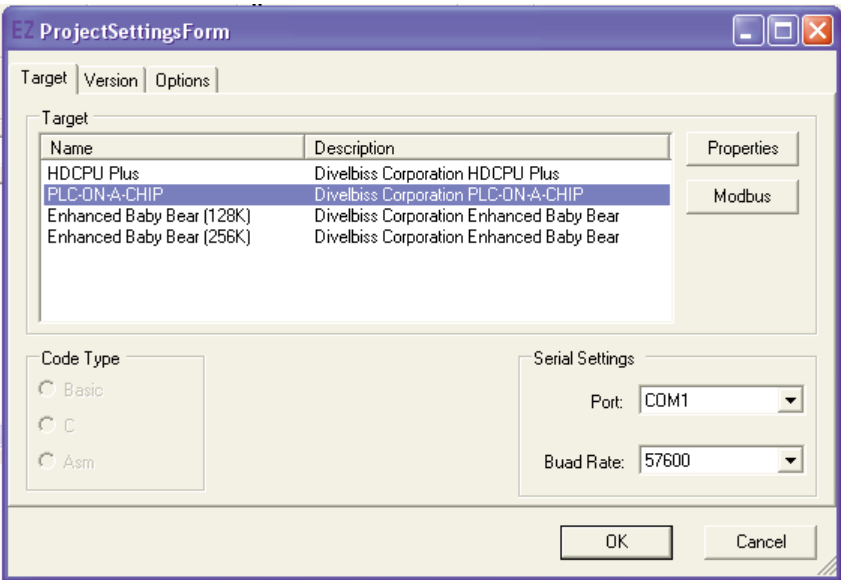 EZ ProjectSettingsForm
Target Version Options
Target
Name Description
HDCPU Plus Divelbiss Corporation HDCPU Plus
PLC-ON-A-CHIP Divelbiss Corporation PLC-ON-A-CHIP
Enhanced Baby Bear (128K) Divelbiss Corporation Enhanced Baby Bear
Enhanced Baby Bear (256K) Divelbiss Corporation Enhanced Baby Bear
Properties
Modbus
Code Type
Basic
C
Asm
Serial Settings
Port: COM1
Buad Rate: 57600
OK Cancel